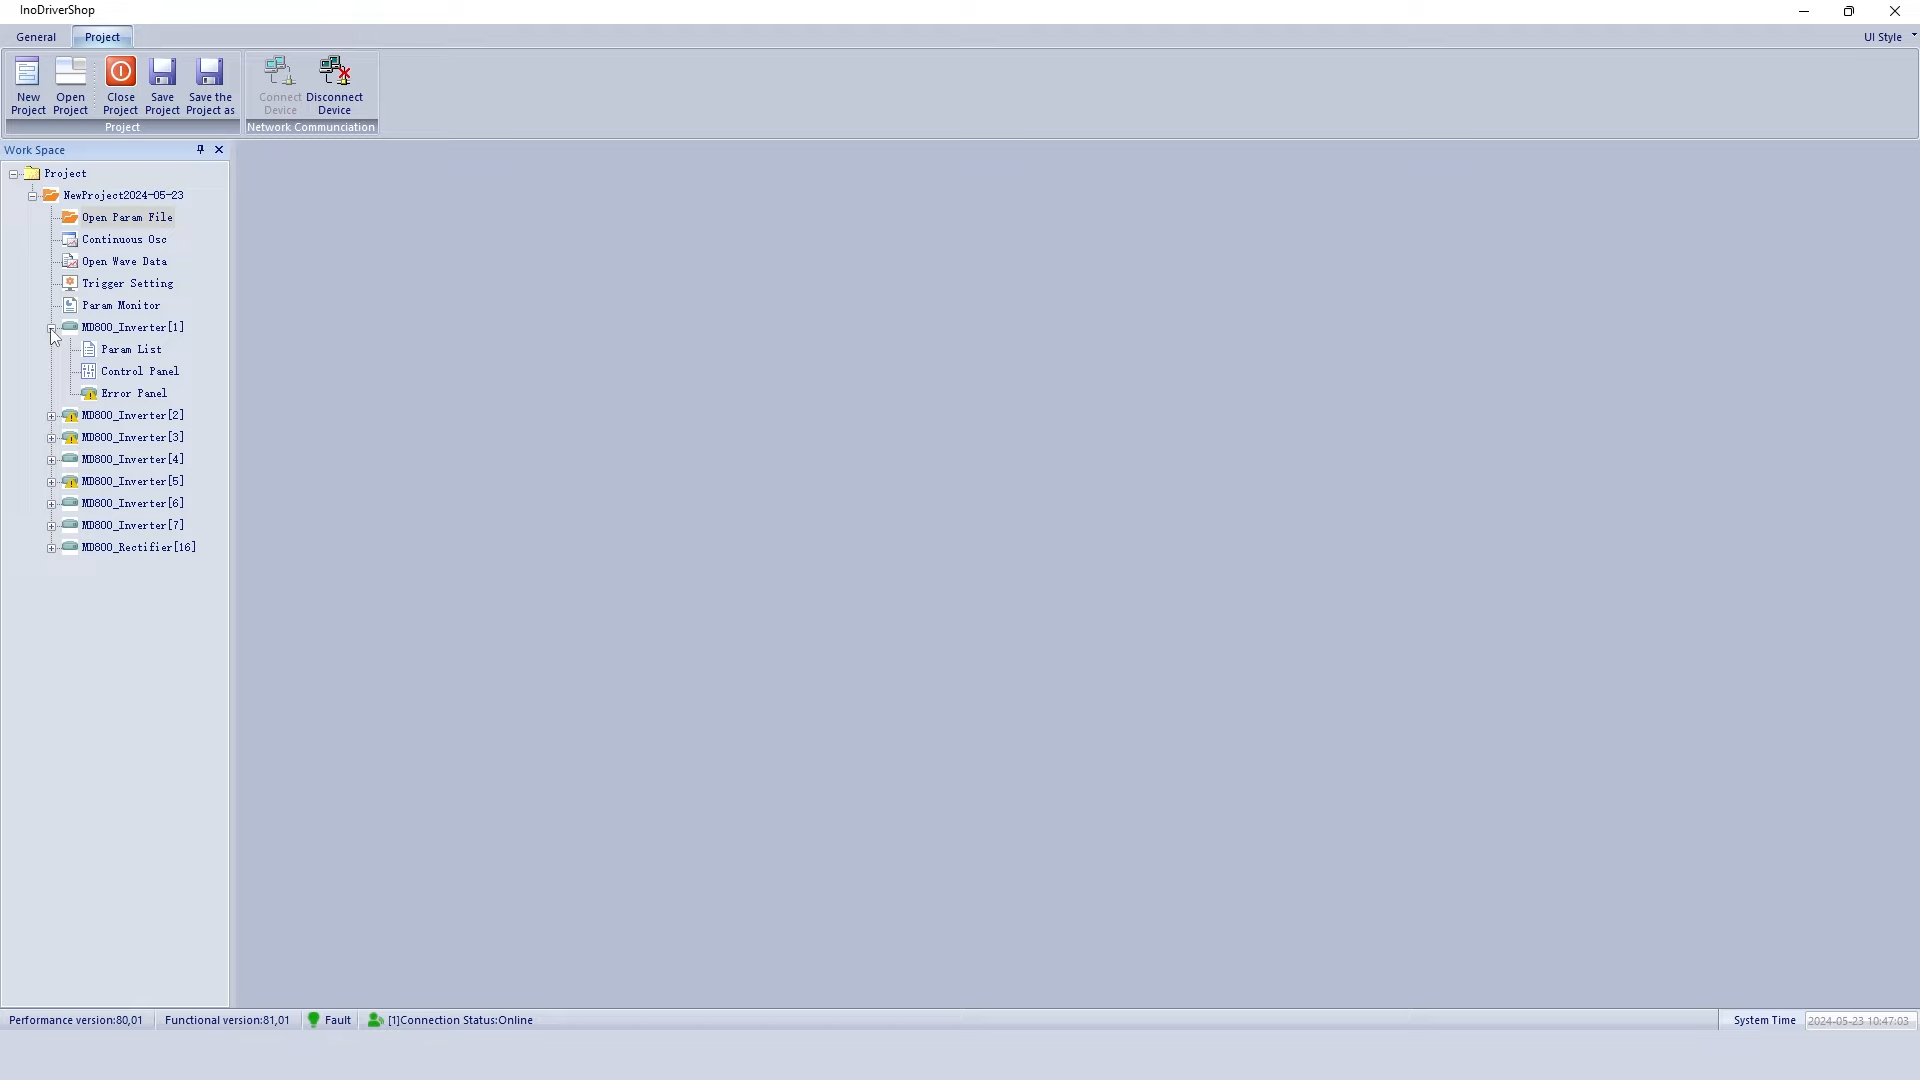 InoDriverShop
General
Project
UI Style
New Project
Open Project
Close Project
Save Project
Save the Project as
Connect Device
Disconnect Device
Project
Network Communciation
Work Space
Project
NewProject2024-05-23
Open Param File
Continuous Osc
Open Wave Data
Trigger Setting
Param Monitor
MD800_Inverter[1]
Param List
Control Panel
Error Panel
MD800_Inverter[2]
MD800_Inverter[3]
MD800_Inverter[4]
MD800_Inverter[5]
MD800_Inverter[6]
MD800_Inverter[7]
MD800_Rectifier[16]
Performance version:80,01
Functional version:81,01
Fault
[1]Connection Status:Online
System Time
2024-05-23 10:47:03